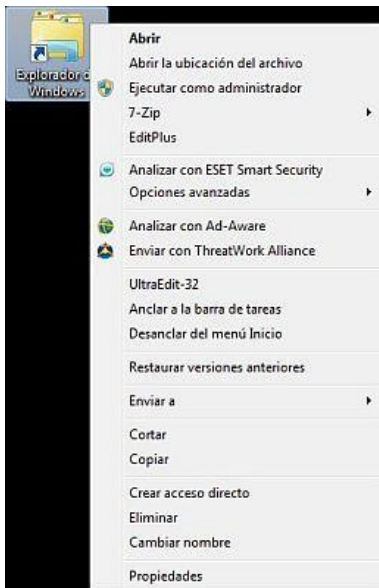 Explorador d
Windows
Abrir
Abrir la ubicación del archivo
Ejecutar como administrador
7-Zip
EditPlus
Analizar con ESET Smart Security
Opciones avanzadas
Analizar con Ad-Aware
Enviar con ThreatWork Alliance
UltraEdit-32
Anclar a la barra de tareas
Desanclar del menú Inicio
Restaurar versiones anteriores
Enviar a
Cortar
Copiar
Crear acceso directo
Eliminar
Cambiar nombre
Propiedades